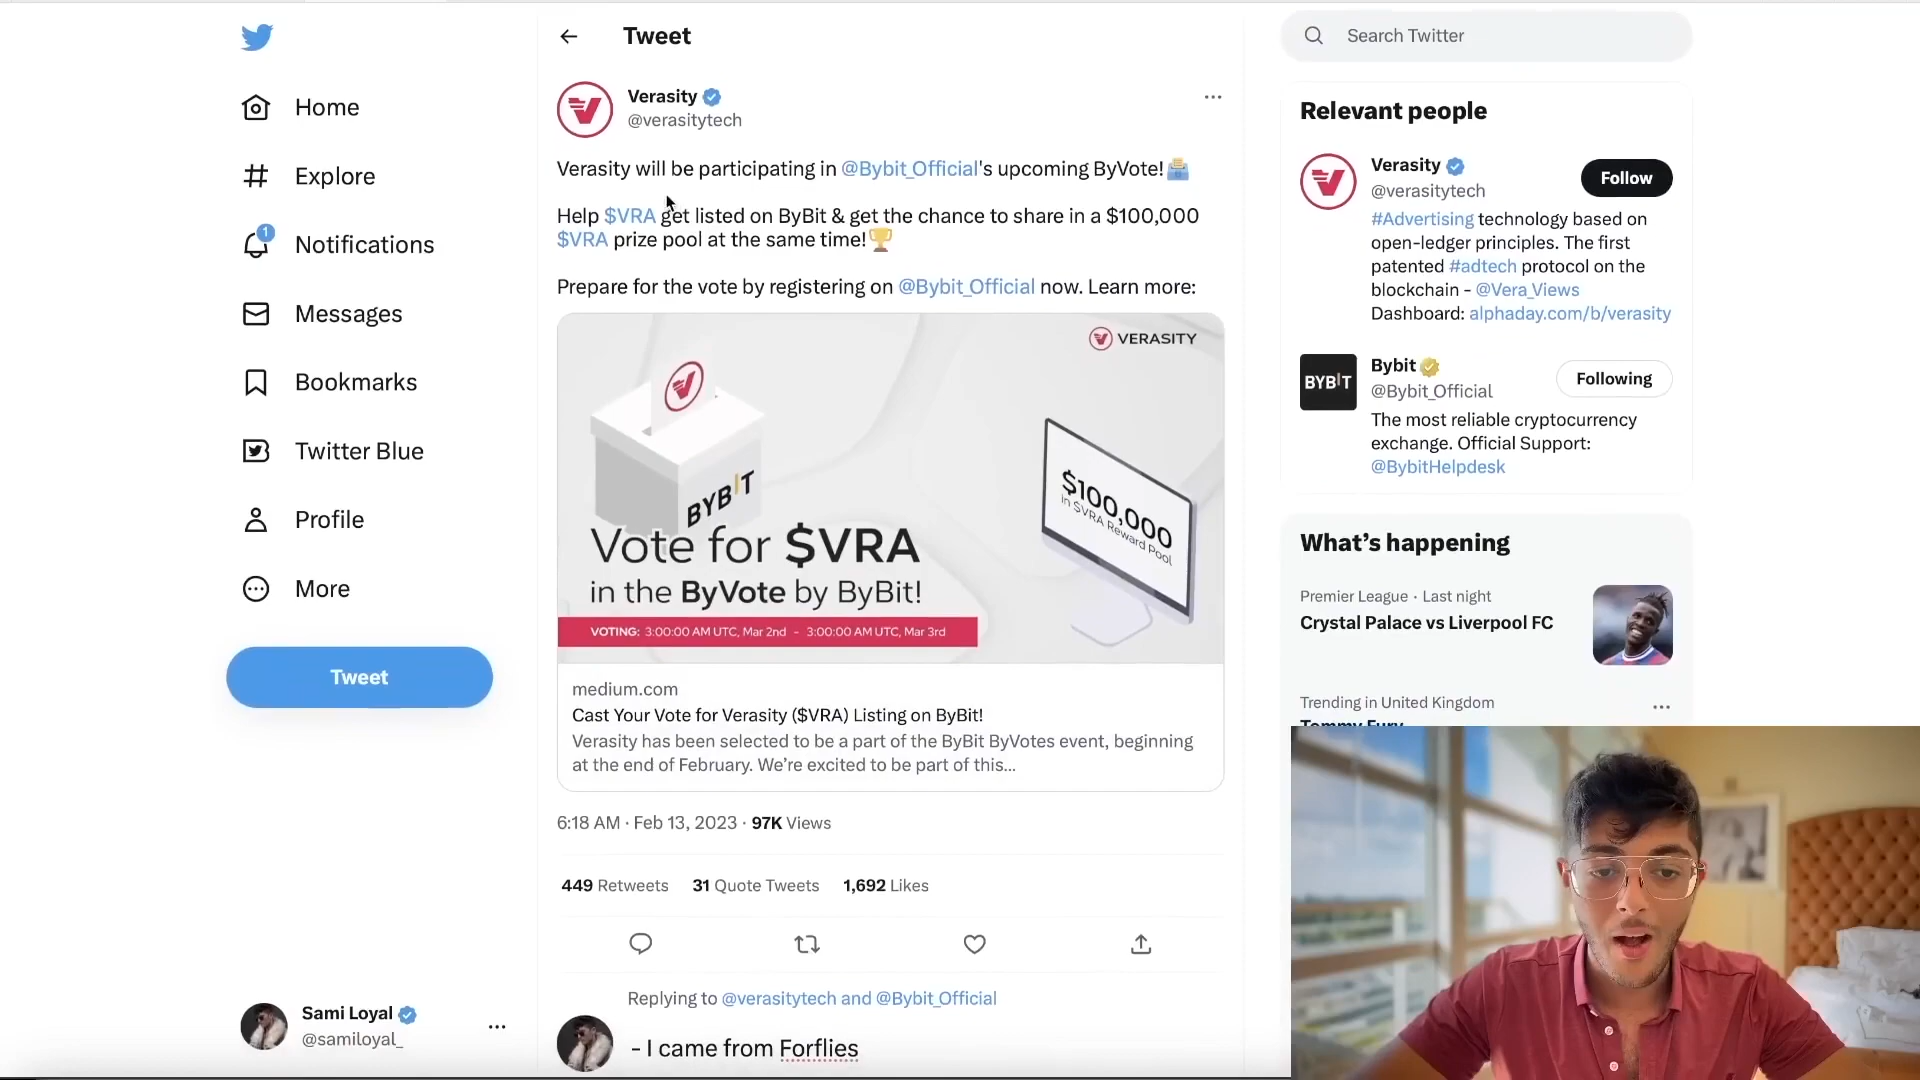 Home
Explore
1
Notifications
Messages
Bookmarks
Twitter Blue
Profile
More
Tweet
Sami Loyal
@samiloyal_
Tweet
Verasity
@verasitytech
Verasity will be participating in @Bybit_Official's upcoming ByVote!
Help $VRA get listed on ByBit & get the chance to share in a $100,000
$VRA prize pool at the same time!
Prepare for the vote by registering on @Bybit_Official now. Learn more:
VERASITY
BYBIT
$100,000
in $VRA Reward Pool
Vote for $VRA
in the ByVote by ByBit!
VOTING: 3:00:00 AM UTC, Mar 2nd - 3:00:00 AM UTC, Mar 3rd
medium.com
Cast Your Vote for Verasity ($VRA) Listing on ByBit!
Verasity has been selected to be a part of the ByBit ByVotes event, beginning
at the end of February. We're excited to be part of this...
6:18 AM · Feb 13, 2023 · 97K Views
449 Retweets 31 Quote Tweets 1,692 Likes
Replying to @verasitytech and @Bybit_Official
- I came from Forflies
Search Twitter
Relevant people
Verasity
Follow
@verasitytech
#Advertising technology based on
open-ledger principles. The first
patented #adtech protocol on the
blockchain - @Vera_Views
Dashboard: alphaday.com/b/verasity
BYBIT
Bybit
Following
@Bybit_Official
The most reliable cryptocurrency
exchange. Official Support:
@BybitHelpdesk
What's happening
Premier League · Last night
Crystal Palace vs Liverpool FC
Trending in United Kingdom
Tommy Fury